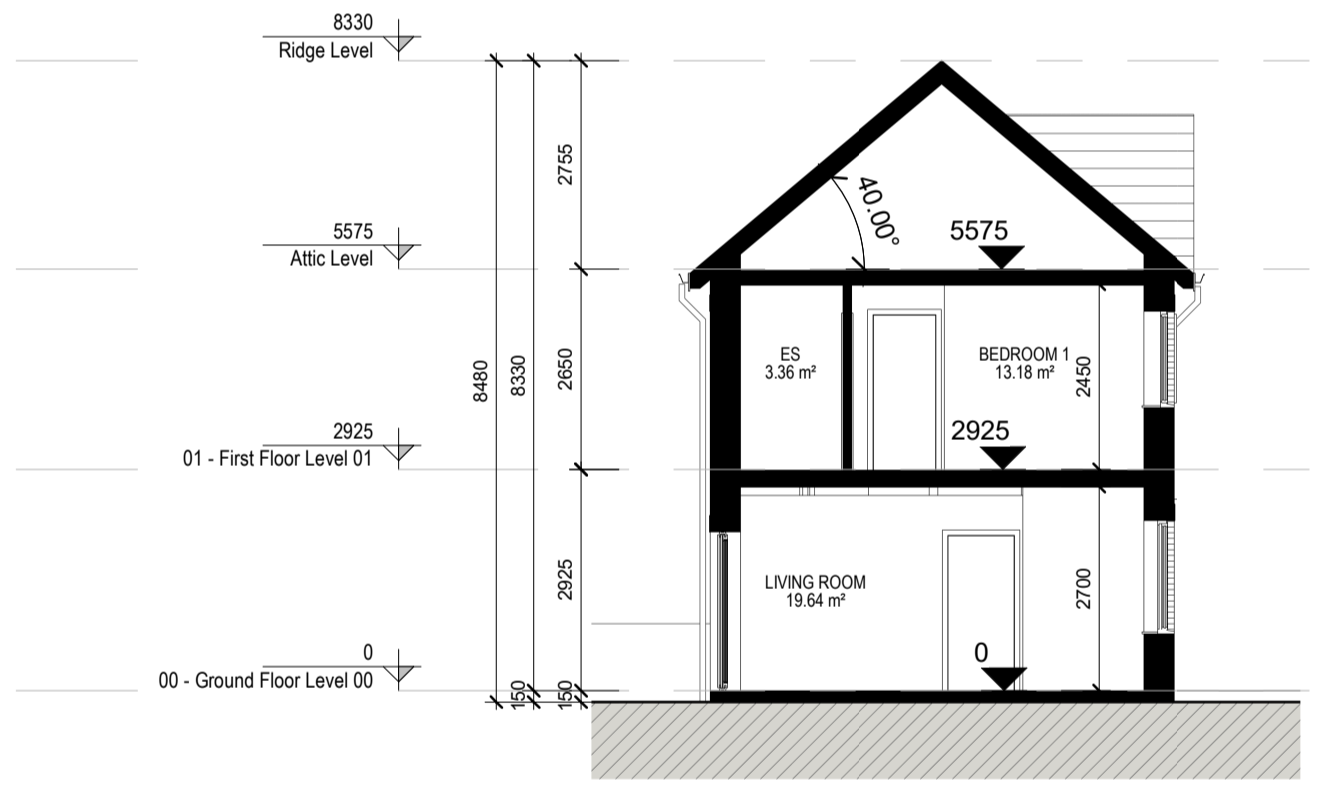 8330
Ridge Level
2755
40.00°
5575
Attic Level
5575
8480
8330
2650
ES
3.36 m²
BEDROOM 1
13.18 m²
2450
2925
01 - First Floor Level 01
2925
2925
LIVING ROOM
19.64 m²
2700
0
00 - Ground Floor Level 00
0
150
150